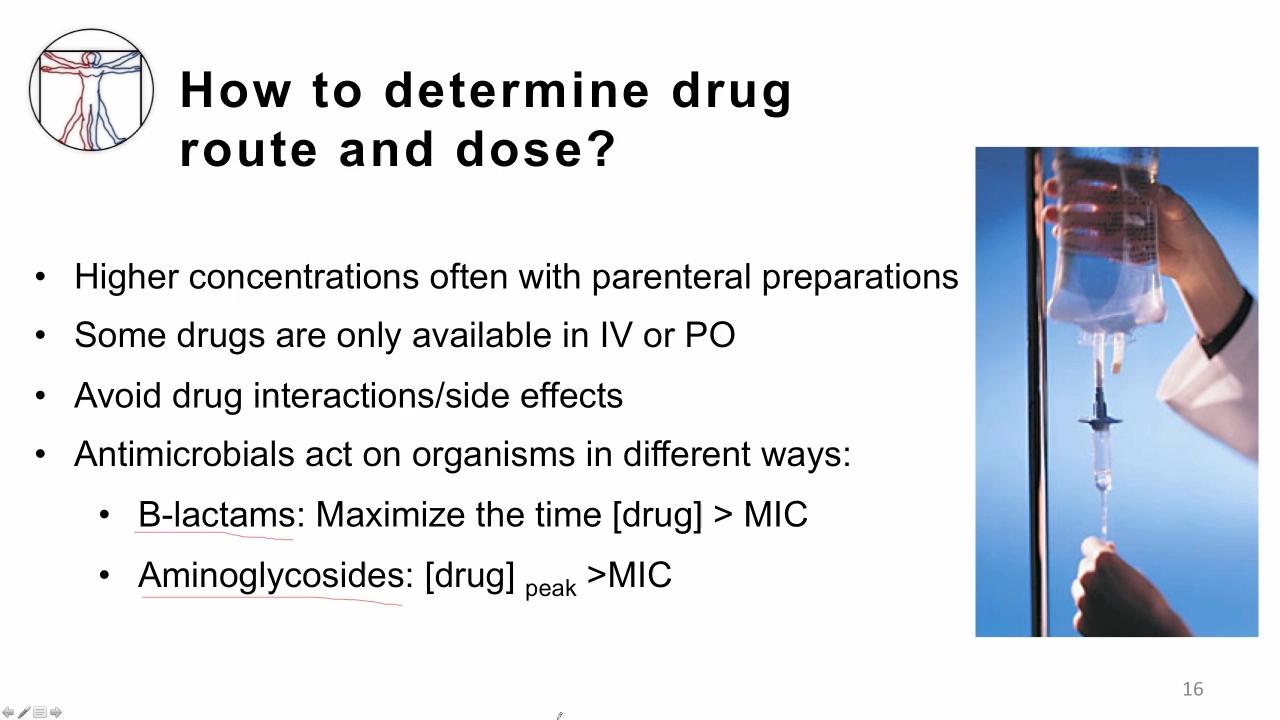 How to determine drug
route and dose?
• Higher concentrations often with parenteral preparations
• Some drugs are only available in IV or PO
• Avoid drug interactions/side effects
• Antimicrobials act on organisms in different ways:
• B-lactams: Maximize the time [drug] > MIC
• Aminoglycosides: [drug] peak >MIC
16